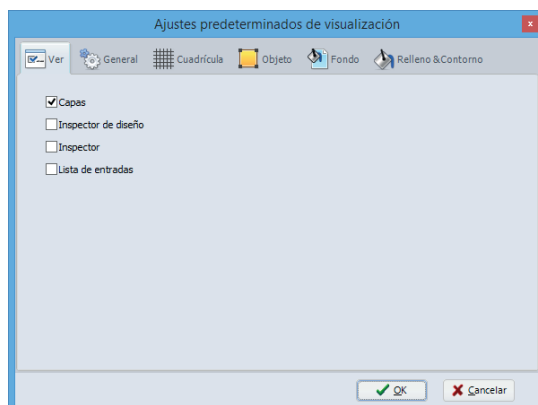 Ajustes predeterminados de visualización
x
Ver General Cuadrícula Objeto Fondo Relleno &Contorno
Capas
Inspector de diseño
Inspector
Lista de entradas
OK Cancelar